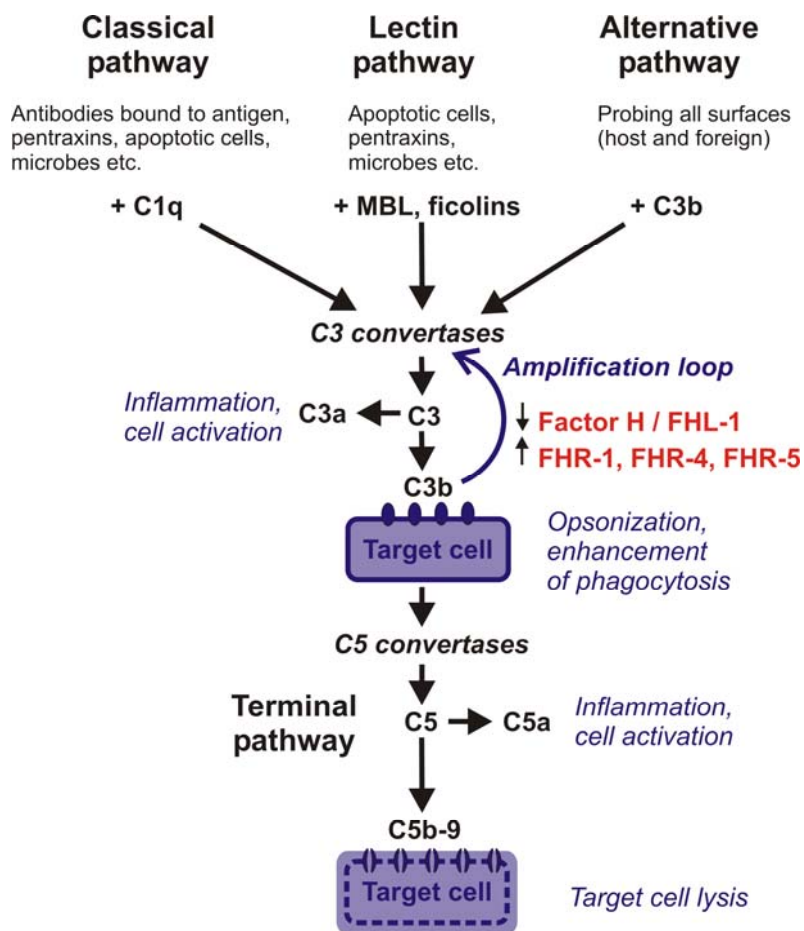 Classical
pathway
Lectin
pathway
Alternative
pathway
Antibodies bound to antigen,
pentraxins, apoptotic cells,
microbes etc.
Apoptotic cells,
pentraxins,
microbes etc.
Probing all surfaces
(host and foreign)
+ C1q
+ MBL, ficolins
+ C3b
C3 convertases
Amplification loop
Inflammation,
cell activation
C3a
C3
Factor H / FHL-1
FHR-1, FHR-4, FHR-5
C3b
Target cell
Opsonization,
enhancement
of phagocytosis
C5 convertases
Terminal
pathway
C5
C5a
Inflammation,
cell activation
C5b-9
Target cell
Target cell lysis